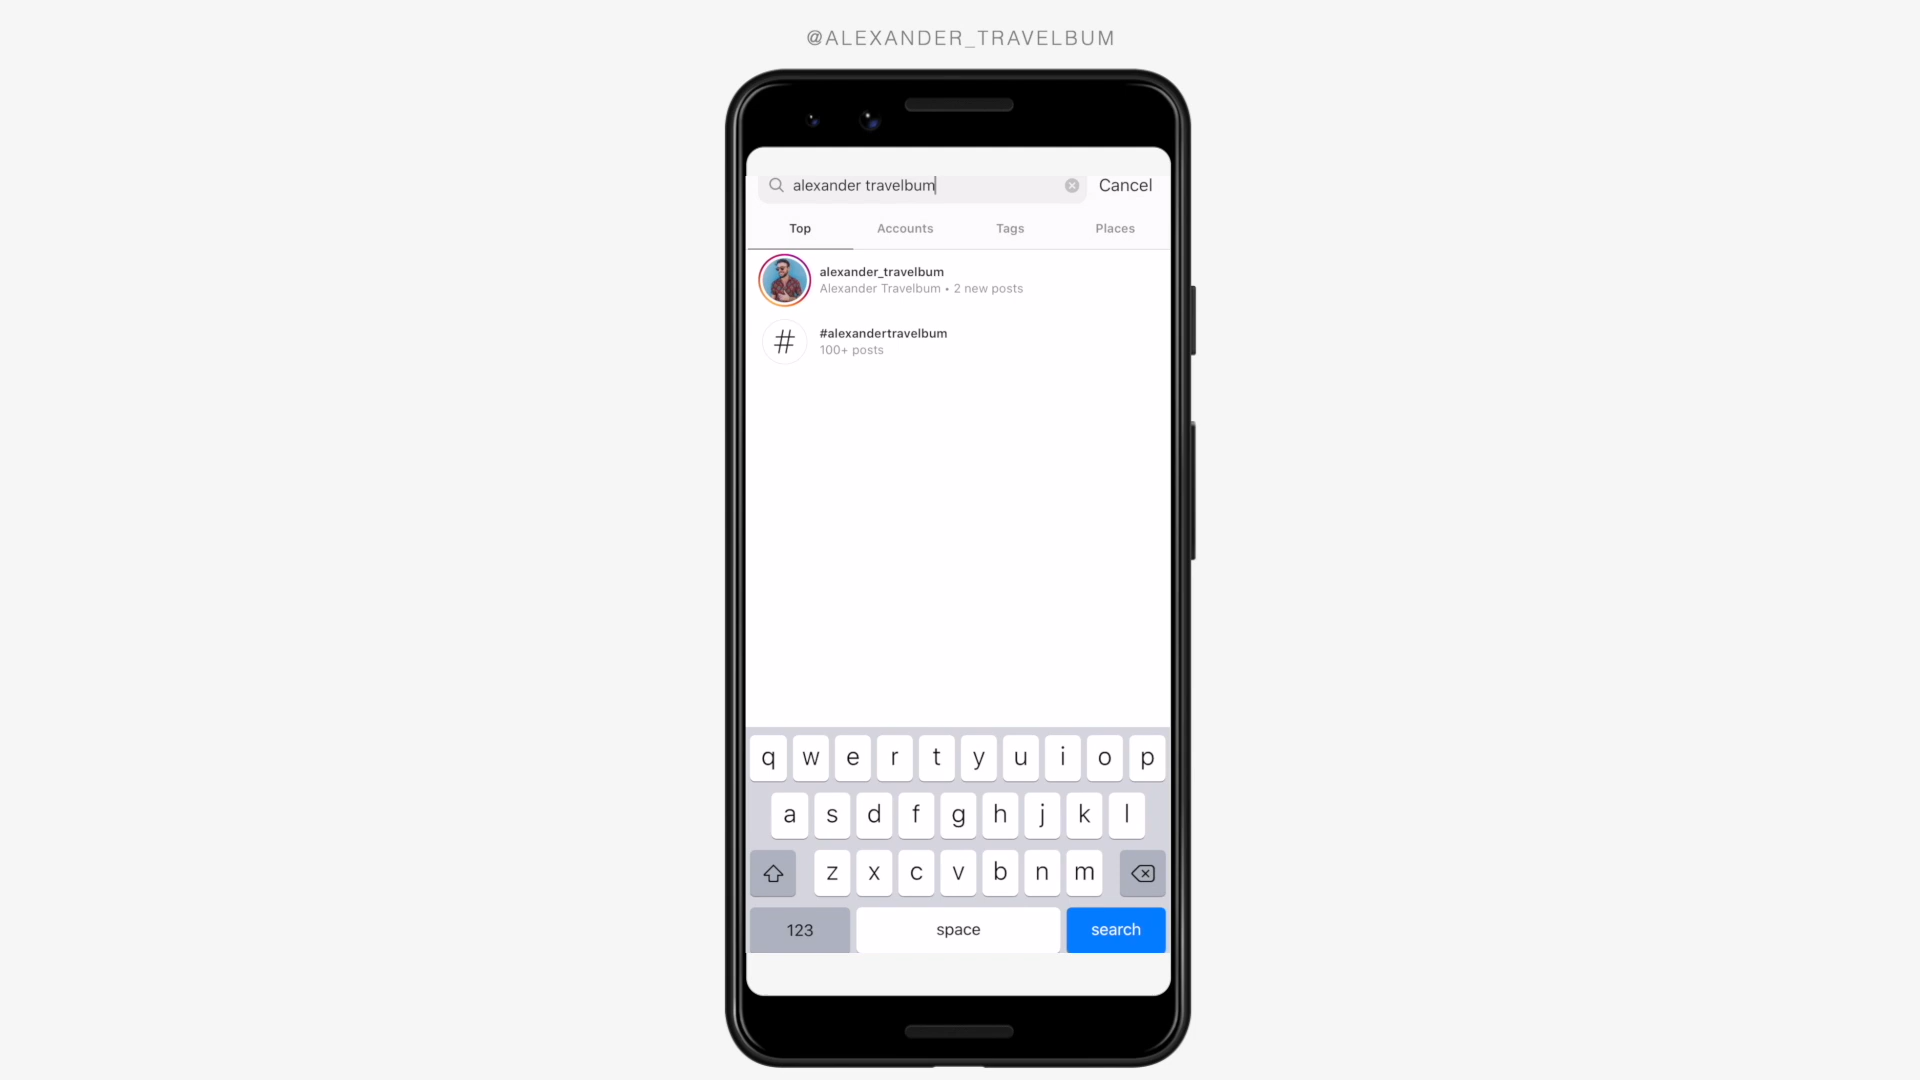 @ALEXANDER_TRAVELBUM
alexander travelbum Cancel
Top Accounts Tags Places
alexander_travelbum
Alexander Travelbum • 2 new posts
#
#alexandertravelbum
100+ posts
q w e r t y u i o p
a s d f g h j k l
z x c v b n m
123 space search